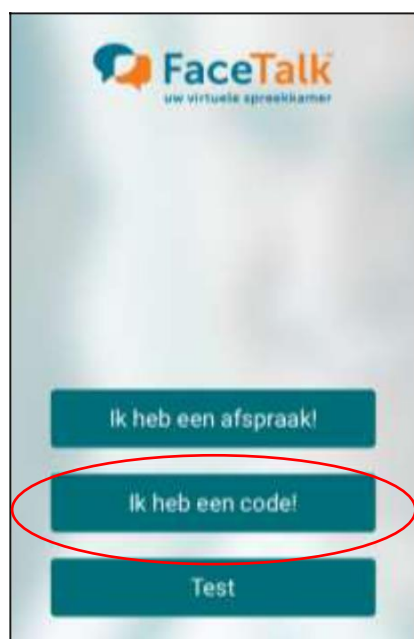 FaceTalk
uw virtuele spreekkamer
Ik heb een afspraak!
Ik heb een code!
Test